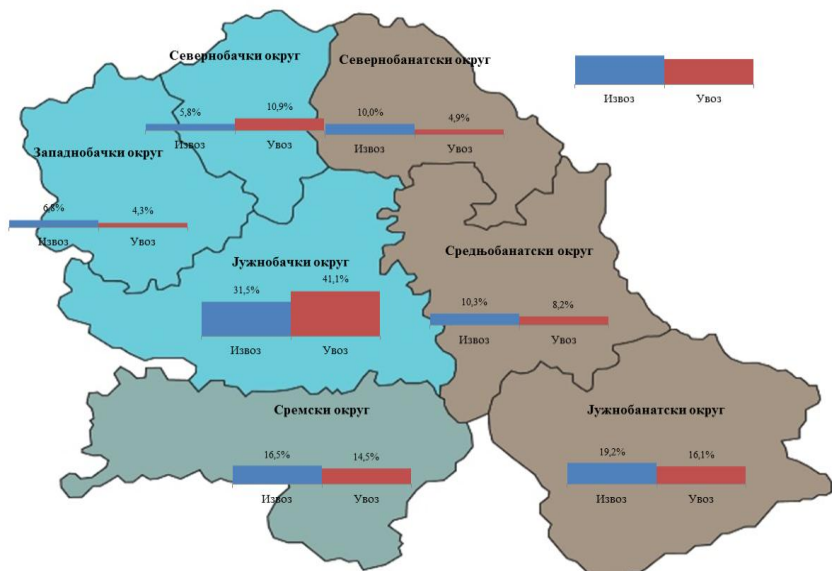 Севернобачки округ
5,8%
10,9%
Извоз
Увоз
Севернобанатски округ
10,0%
4,9%
Извоз
Увоз
Извоз
Увоз
Западнобачки округ
6,8%
4,3%
Извоз
Увоз
Јужнобачки округ
31,5%
41,1%
Извоз
Увоз
Средњобанатски округ
10,3%
8,2%
Извоз
Увоз
Сремски округ
16,5%
14,5%
Извоз
Увоз
Јужнобанатски округ
19,2%
16,1%
Извоз
Увоз